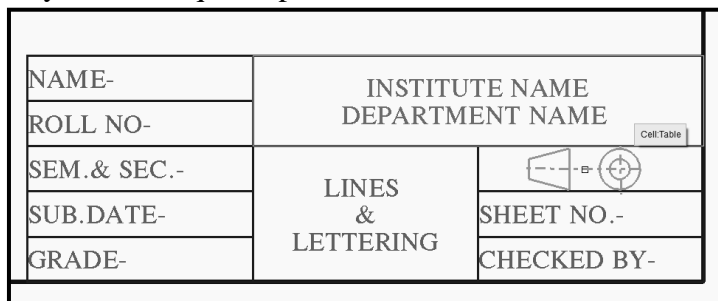 NAME-
INSTITUTE NAME
DEPARTMENT NAME
ROLL NO-
Cell:Table
SEM.& SEC.-
LINES
&
LETTERING
SUB.DATE-
SHEET NO.-
GRADE-
CHECKED BY-